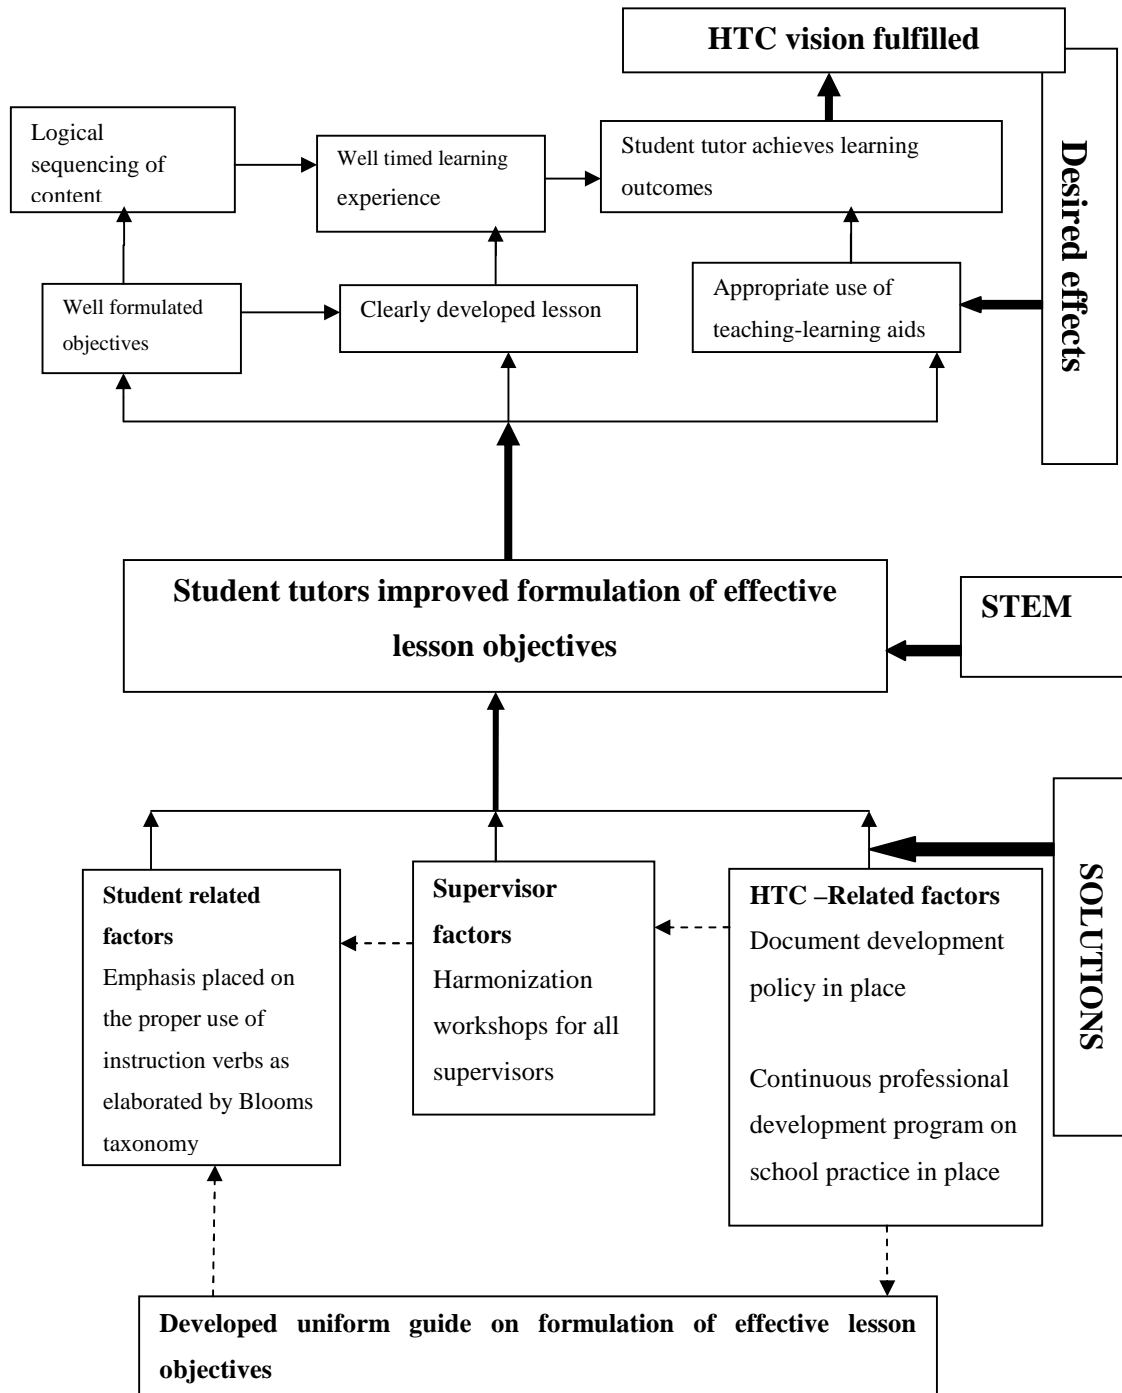 HTC vision fulfilled
Desired effects
Logical
sequencing of
content
Well timed learning
experience
Student tutor achieves learning
outcomes
Well formulated
objectives
Clearly developed lesson
Appropriate use of
teaching-learning aids
Student tutors improved formulation of effective
lesson objectives
STEM
SOLUTIONS
Student related
factors
Emphasis placed on
the proper use of
instruction verbs as
elaborated by Blooms
taxonomy
Supervisor
factors
Harmonization
workshops for all
supervisors
HTC –Related factors
Document development
policy in place
Continuous professional
development program on
school practice in place
Developed uniform guide on formulation of effective lesson
objectives